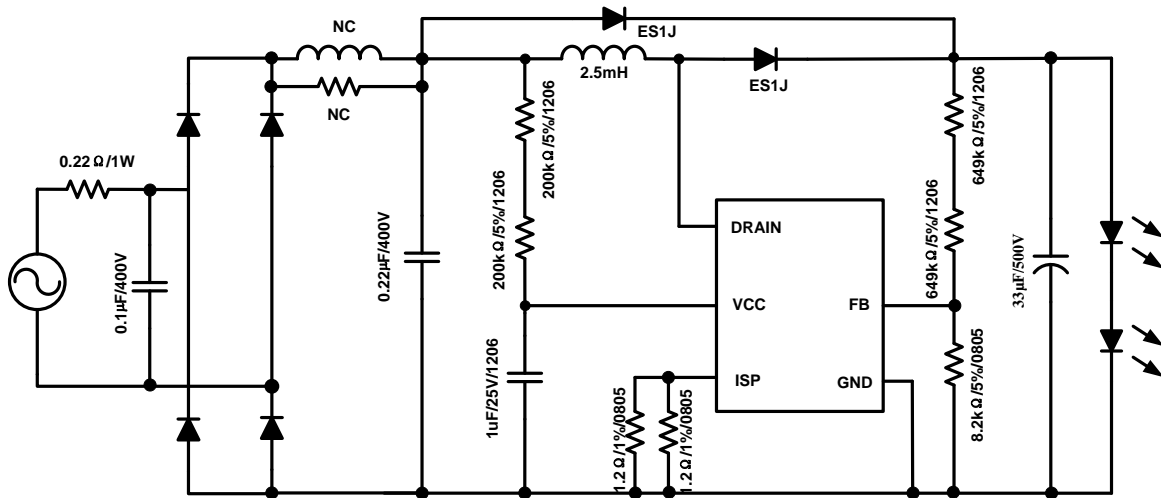 NC
ES1J
2.5mH
ES1J
NC
0.22Ω/1W
0.1μF/400V
0.22μF/400V
200kΩ/5%/1206
200kΩ/5%/1206
1uF/25V/1206
1.2Ω/1%/0805
1.2Ω/1%/0805
DRAIN
VCC
FB
ISP
GND
649kΩ/5%/1206
649kΩ/5%/1206
8.2kΩ/5%/0805
33μF/500V